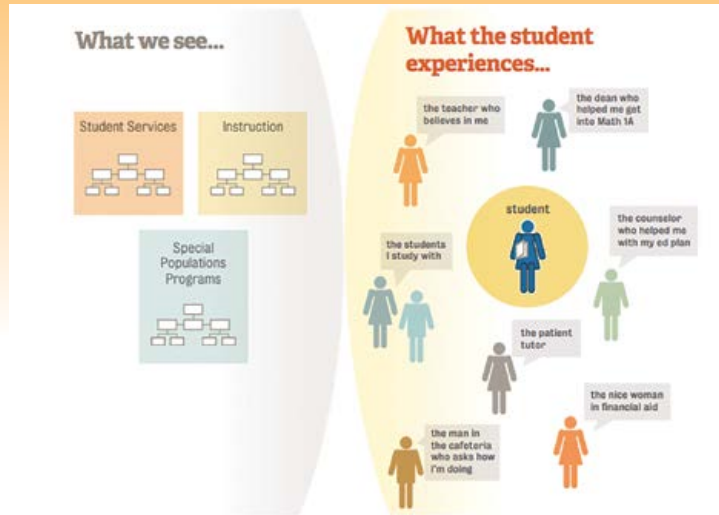 What we see...
Student Services
Instruction
Special
Populations
Programs
What the student
experiences...
the teacher who
believes in me
the dean who
helped me get
into Math 1A
student
the counselor
who helped me
with my ed plan
the students
I study with
the patient
tutor
the nice woman
in financial aid
the man in
the cafeteria
who asks how
I'm doing